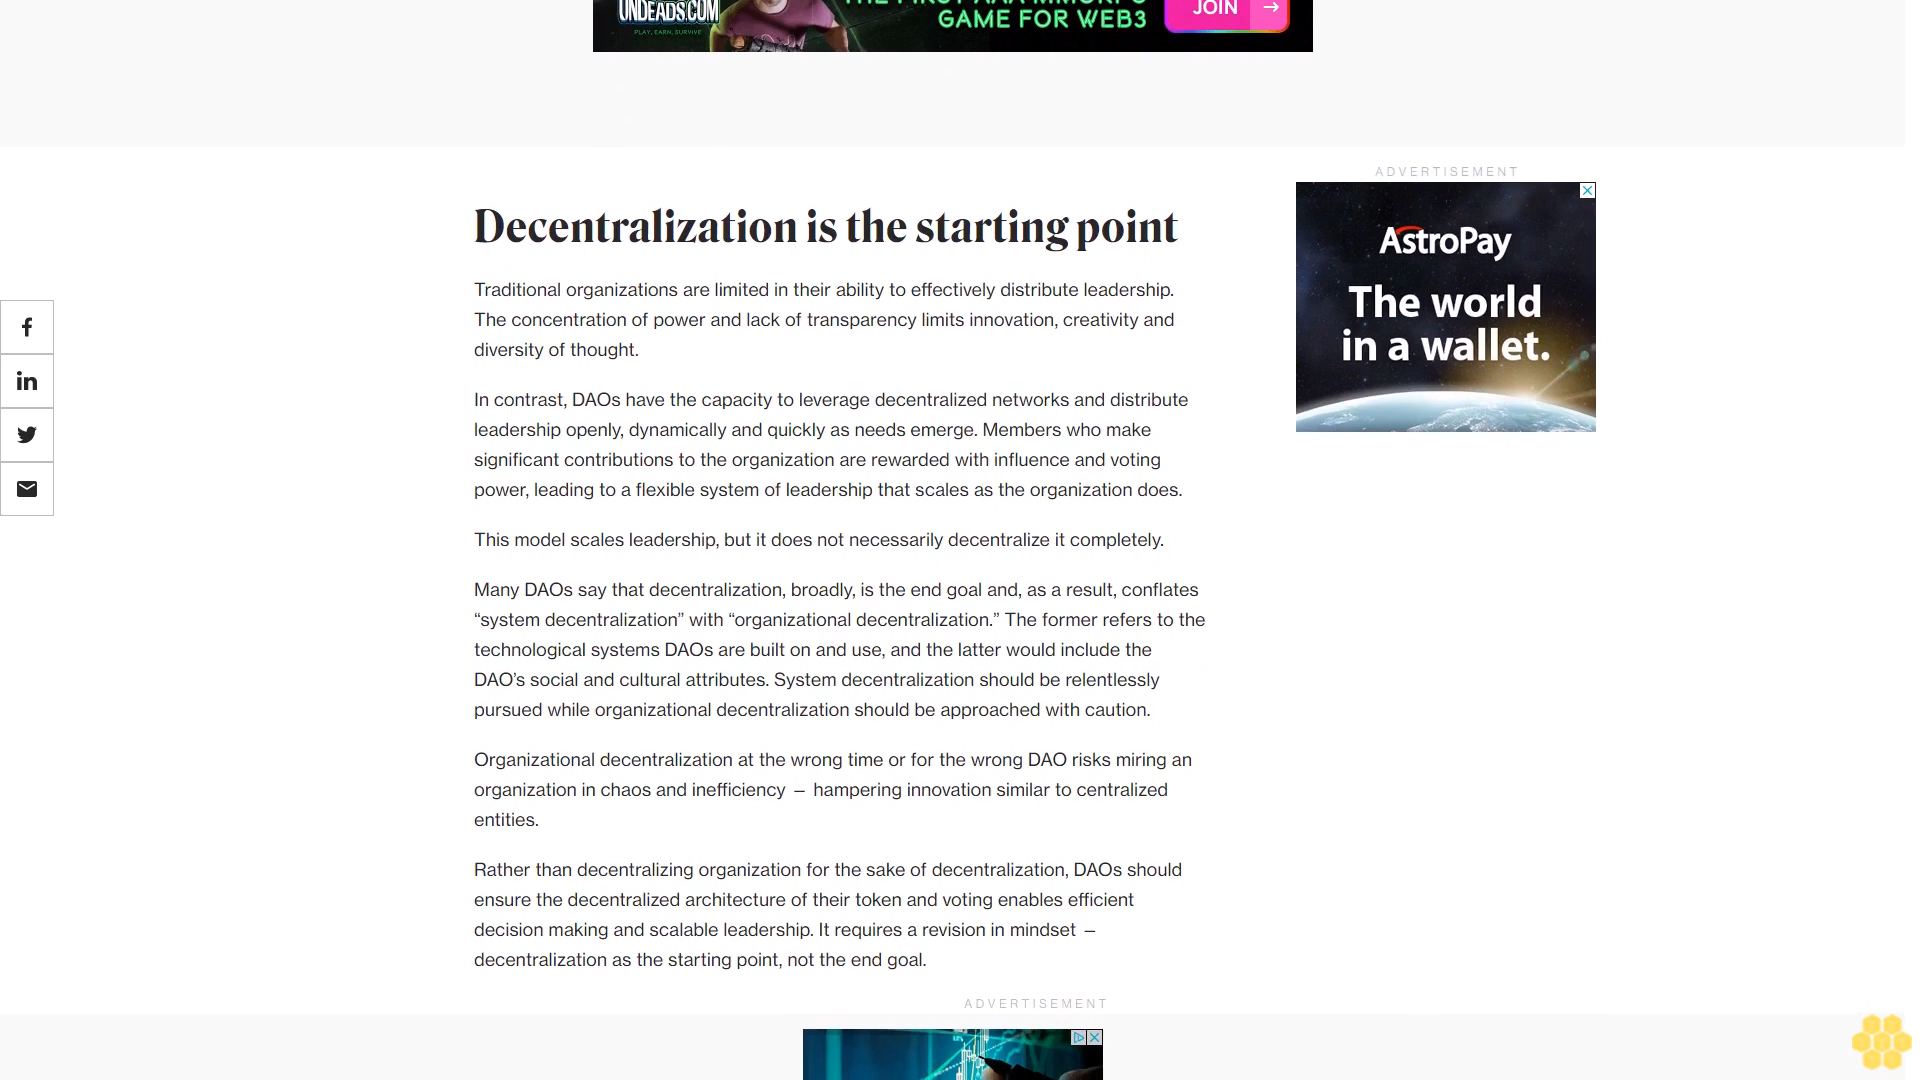 UNDEADS.COM
PLAY, EARN, SURVIVE
THE FIRST AAA MMORPG
GAME FOR WEB3
JOIN →
ADVERTISEMENT
Decentralization is the starting point
AstroPay
The world
in a wallet.
Traditional organizations are limited in their ability to effectively distribute leadership.
The concentration of power and lack of transparency limits innovation, creativity and
diversity of thought.
In contrast, DAOs have the capacity to leverage decentralized networks and distribute
leadership openly, dynamically and quickly as needs emerge. Members who make
significant contributions to the organization are rewarded with influence and voting
power, leading to a flexible system of leadership that scales as the organization does.
This model scales leadership, but it does not necessarily decentralize it completely.
Many DAOs say that decentralization, broadly, is the end goal and, as a result, conflates
“system decentralization” with “organizational decentralization.” The former refers to the
technological systems DAOs are built on and use, and the latter would include the
DAO’s social and cultural attributes. System decentralization should be relentlessly
pursued while organizational decentralization should be approached with caution.
Organizational decentralization at the wrong time or for the wrong DAO risks miring an
organization in chaos and inefficiency – hampering innovation similar to centralized
entities.
Rather than decentralizing organization for the sake of decentralization, DAOs should
ensure the decentralized architecture of their token and voting enables efficient
decision making and scalable leadership. It requires a revision in mindset –
decentralization as the starting point, not the end goal.
ADVERTISEMENT